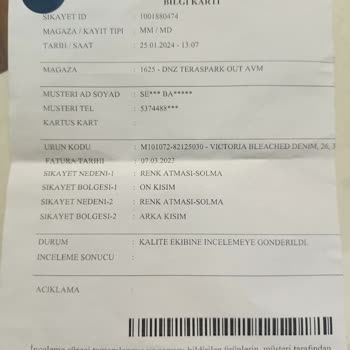 BILGI KARTI
SIKAYET ID : 1001880474
MAGAZA / KAYIT TIPI : MM / MD
TARIH / SAAT : 25.01.2024 - 13:07
MAGAZA : 1625 - DNZ TERASPARK OUT AVM
MUSTERI AD SOYAD : SE*** BA*****
MUSTERI TEL : 5374488***
KARTUS KART :
URUN KODU : M101072-82125030 - VICTORIA BLEACHED DENIM, 26, 3
FATURA TARIHI : 07.03.2023
SIKAYET NEDENI-1 : RENK ATMASI-SOLMA
SIKAYET BOLGESI-1 : ON KISIM
SIKAYET NEDENI-2 : RENK ATMASI-SOLMA
SIKAYET BOLGESI-2 : ARKA KISIM
DURUM : KALITE EKIBINE INCELEMEYE GONDERILDI.
INCELEME SONUCU :
ACIKLAMA :